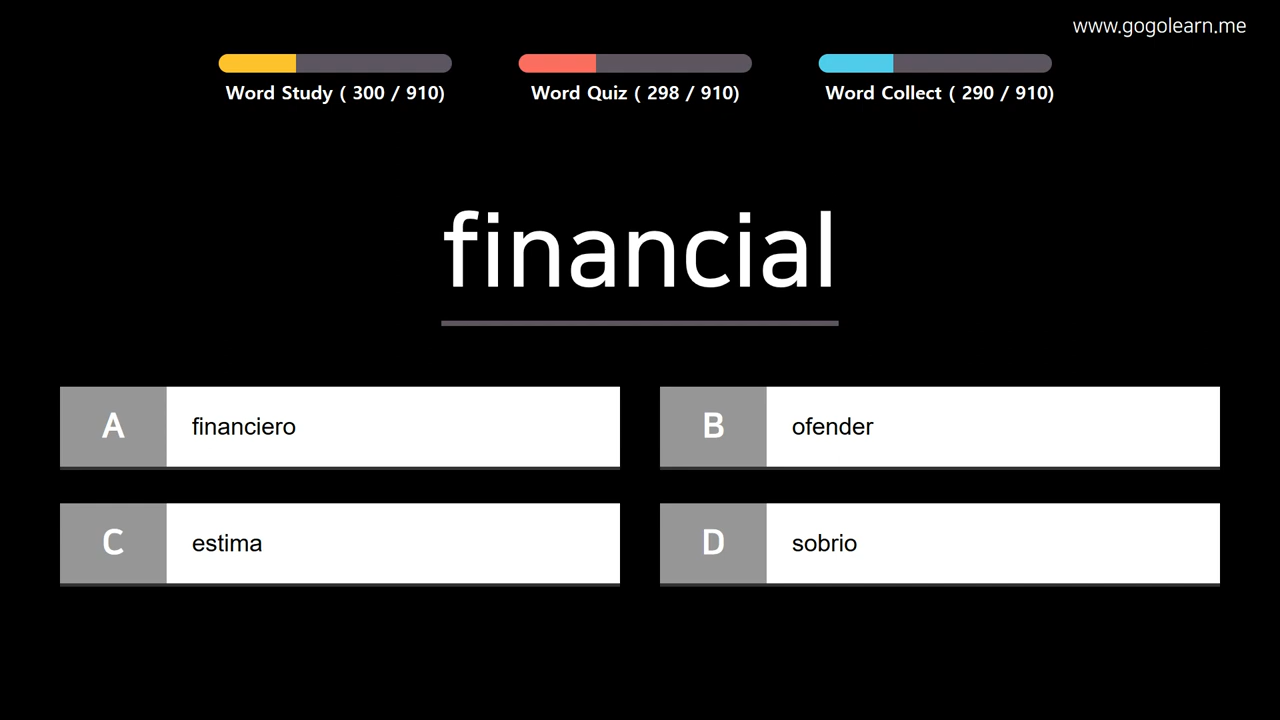 www.gogolearn.me
Word Study ( 300 / 910)
Word Quiz ( 298 / 910)
Word Collect ( 290 / 910)
financial
A financiero
B ofender
C estima
D sobrio